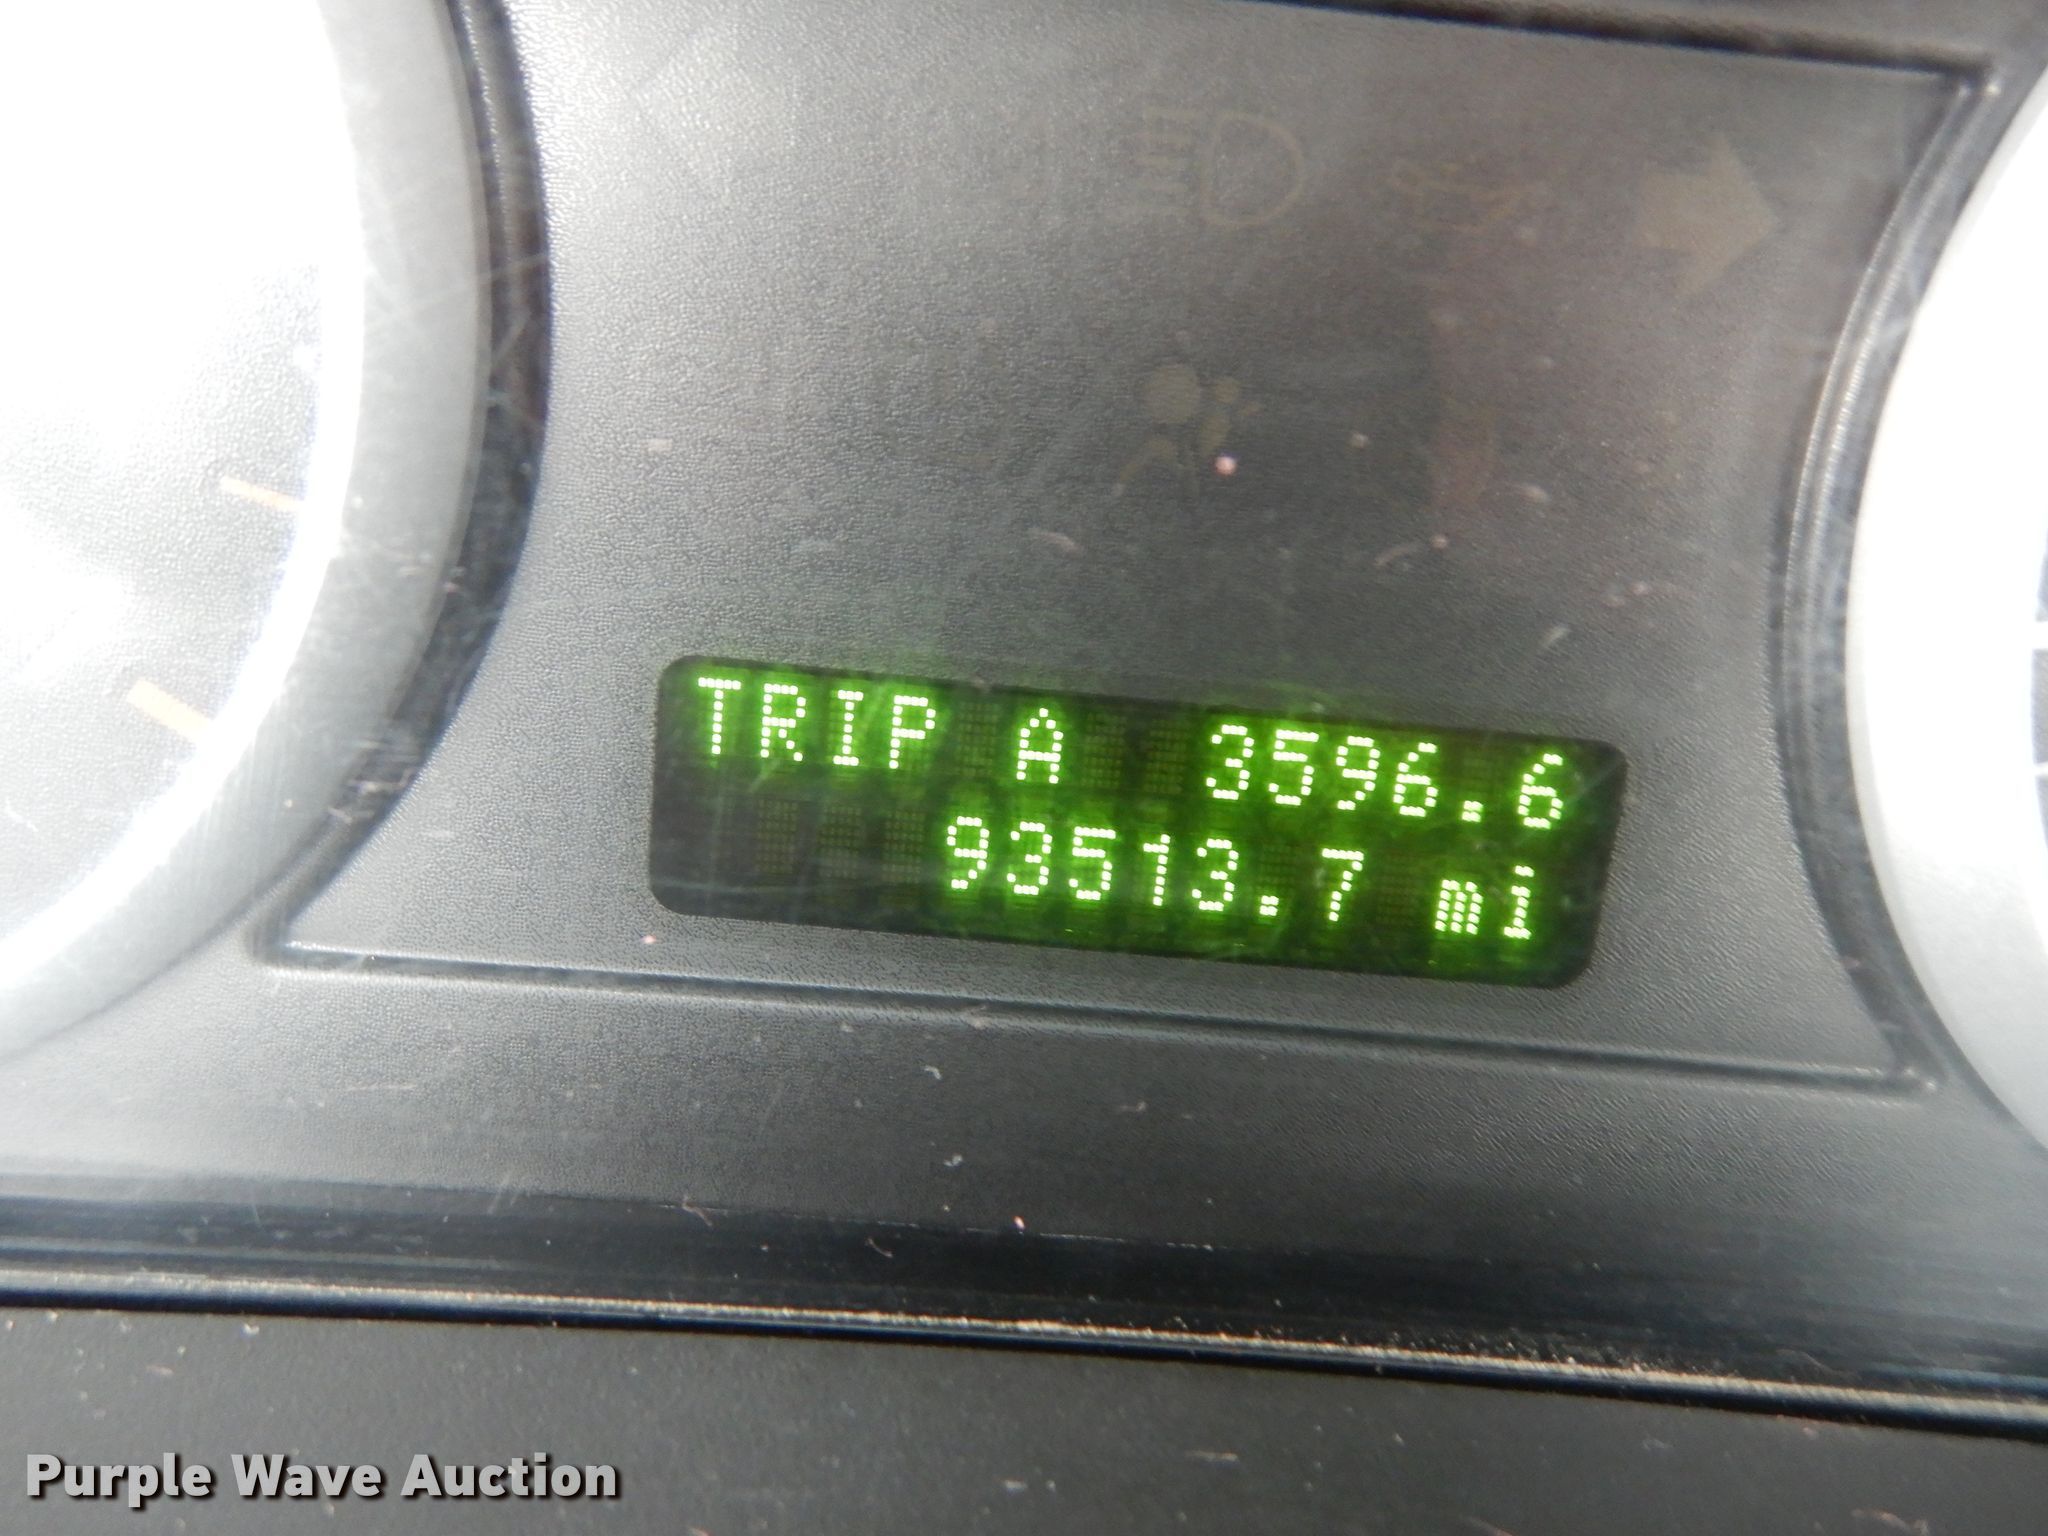 TRIP A 3596.6
93513.7 mi
Purple Wave Auction